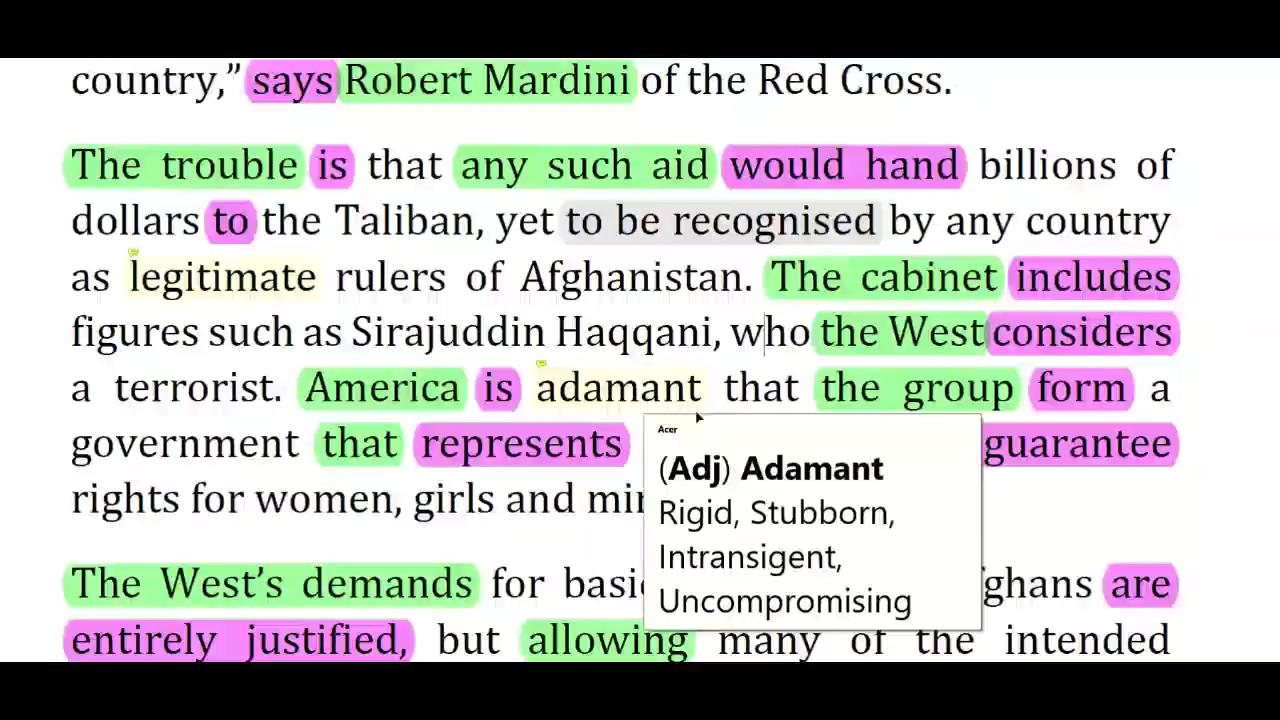 country,” says Robert Mardini of the Red Cross.
The trouble is that any such aid would hand billions of
dollars to the Taliban, yet to be recognised by any country
as legitimate rulers of Afghanistan. The cabinet includes
figures such as Sirajuddin Haqqani, who the West considers
a terrorist. America is adamant that the group form a
government that represents guarantee
rights for women, girls and
The West’s demands for are
entirely justified, but allowing many of the intended
Acer
(Adj) Adamant
Rigid, Stubborn,
Intransigent,
Uncompromising